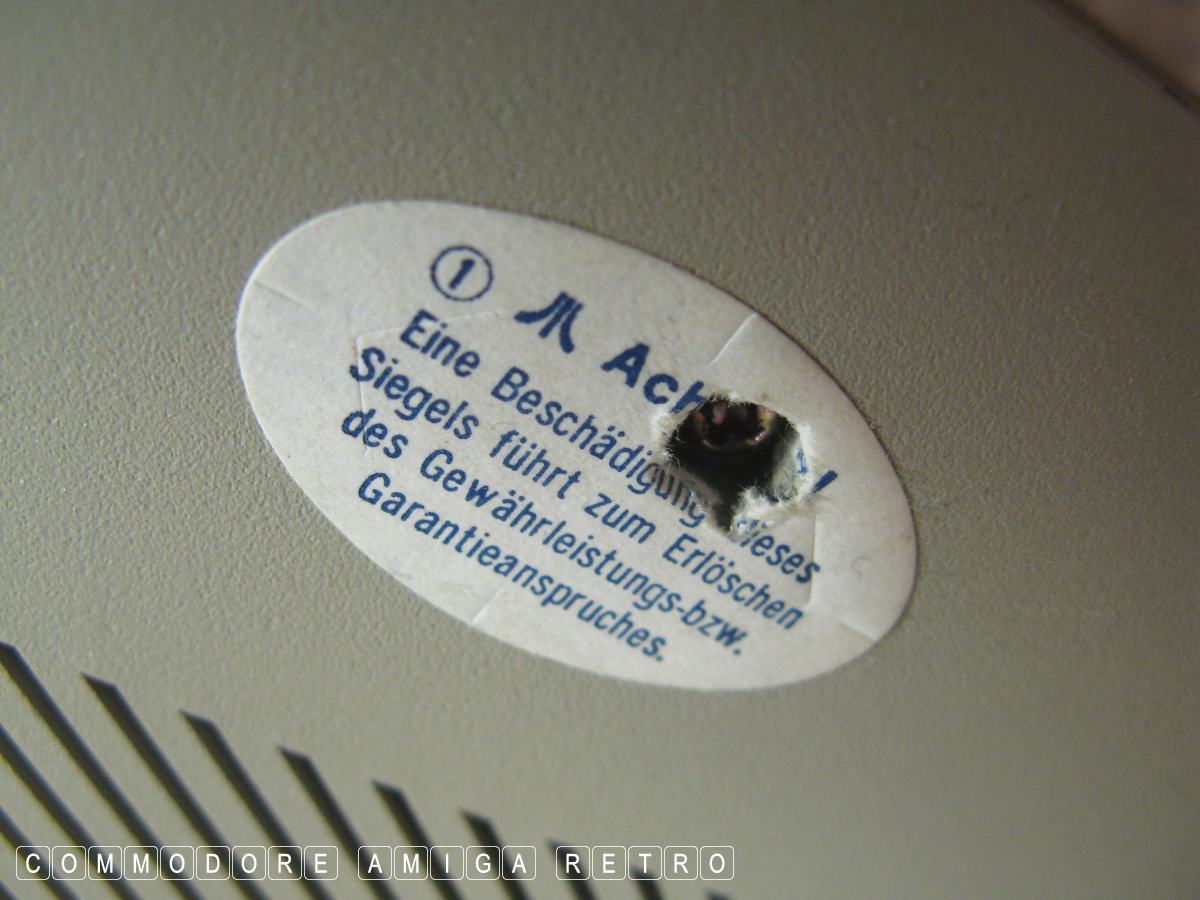 1 Ach !
Eine Beschädigung dieses
Siegels führt zum Erlöschen
des Gewährleistungs-bzw.
Garantieanspruches.
COMMODORE AMIGA RETRO